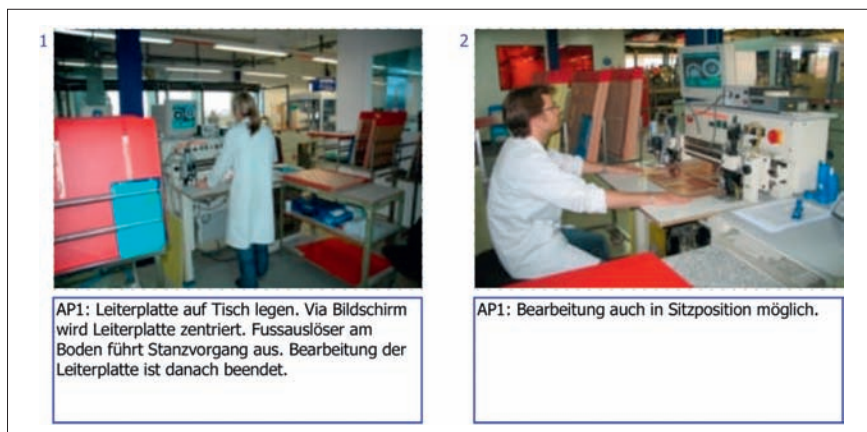 1
2
AP1: Leiterplatte auf Tisch legen. Via Bildschirm
wird Leiterplatte zentriert. Fussauslöser am
Boden führt Stanzvorgang aus. Bearbeitung der
Leiterplatte ist danach beendet.
AP1: Bearbeitung auch in Sitzposition möglich.